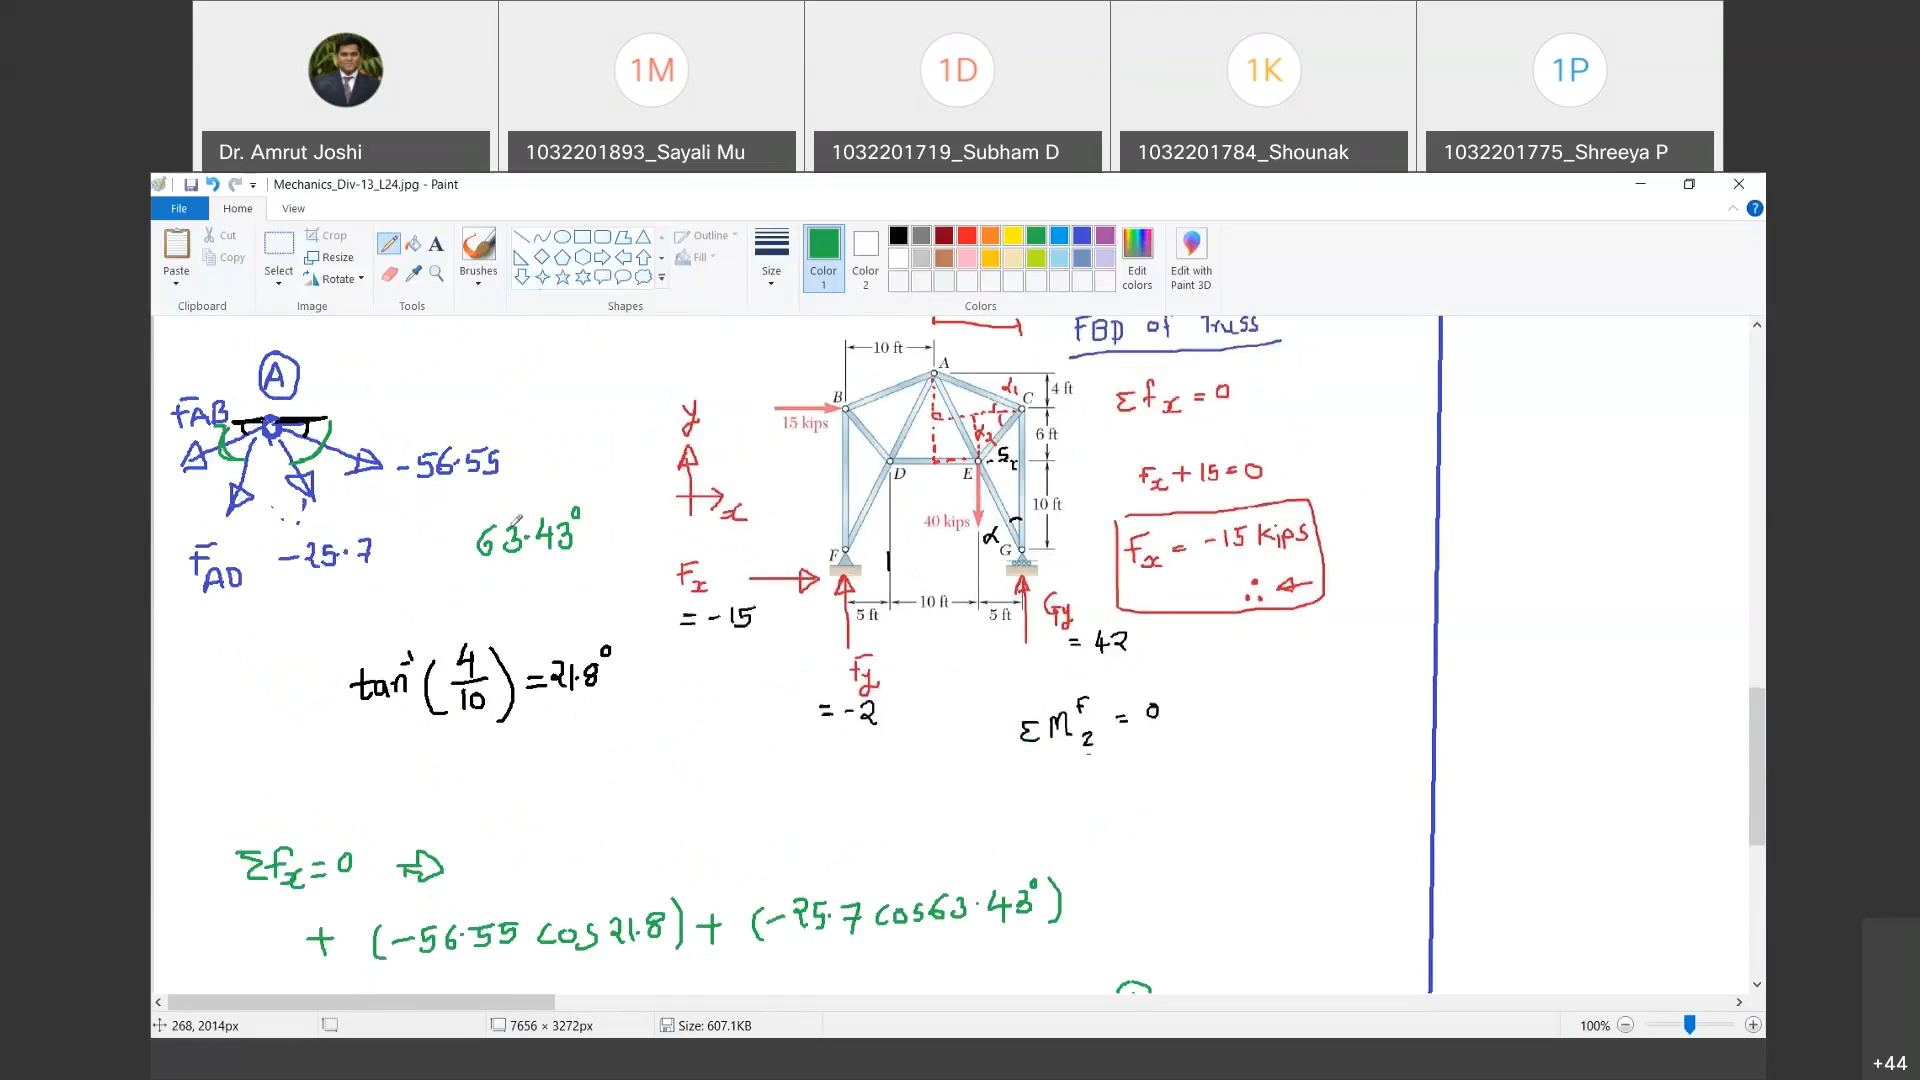 1M
1D
1K
1P
Dr. Amrut Joshi
1032201893_Sayali Mu
1032201719_Subham D
1032201784_Shounak
1032201775_Shreeya P
Mechanics_Div-13_L24.jpg - Paint
File Home View
Paste
Cut
Copy
Clipboard
Select
Crop
Resize
Rotate
Image
A
Tools
Brushes
Shapes
Outline
Fill
Size
Color 1
Color 2
Colors
Edit colors
Edit with Paint 3D
FBD of Truss
A
FAB
-56.55
FAD
-25.7
63.43°
tan⁻¹(4/10) = 21.8°
y
x
10 ft
A
B
C
4 ft
15 kips
α₁
α₂
6 ft
D
E
10 ft
40 kips
α
F
G
5 ft
10 ft
5 ft
Fx
= -15
Fy
= -2
Gy
= 42
Σfx = 0
Fx + 15 = 0
Fx = -15 kips
∴ ←
Σfx = 0 ⇒
+ (-56.55 cos 21.8) + (-25.7 cos 63.43°)
268, 2014px
7656 × 3272px
Size: 607.1KB
100%
+44